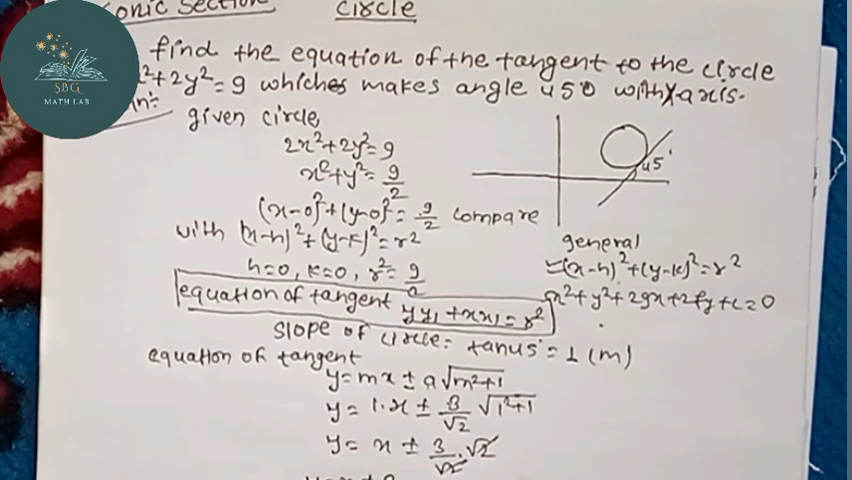 onic section circle
find the equation of the tangent to the circle
x²+2y²=9 whiches makes angle 450 with x axis.
SBG
MATH LAB
in:-
given circle,
2x²+2y²=9
x²+y²=9/2
45°
(x-0)²+(y-0)²=9/2 compare
with (x-h)²+(y-k)²=r²
general
h=0, k=0, r²=9/2
=(x-h)²+(y-k)²=r²
equation of tangent yy₁+xx₁=r²
x²+y²+2gx+2fy+c=0
slope of circle= tan45°=1 (m)
equation of tangent
y=mx±a√m²+1
y=1.x±3/√2 √1²+1
y=x±3/√2.√2